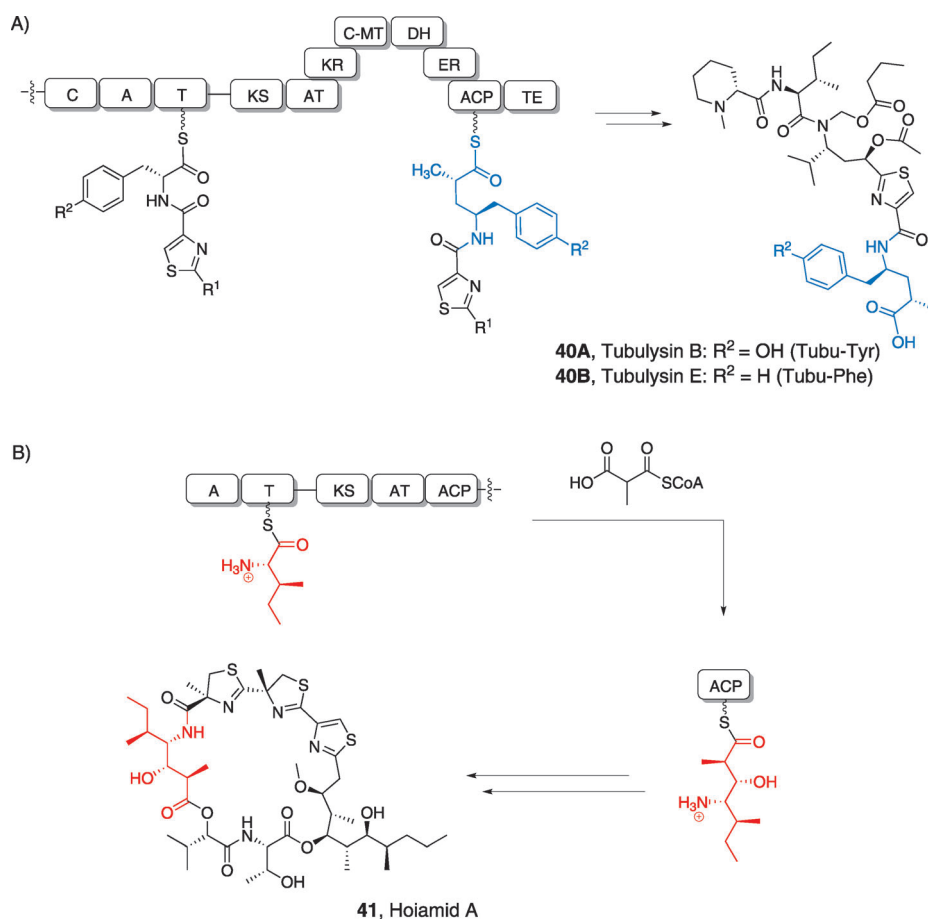 A)
C-MT DH
KR ER
C A T KS AT ACP TE
S
O
HN
O
R²
N
S
R¹
S
H₃C
O
O
HN
R²
N
S
R¹
N
H
N
O
O
N
O
O
O
O
S
N
O
HN
R²
O
OH
40A, Tubulysin B: R² = OH (Tubu-Tyr)
40B, Tubulysin E: R² = H (Tubu-Phe)
B)
A T KS AT ACP
S
O
H₃N
⊕
O O
HO SCoA
ACP
S
O
OH
H₃N
⊕
S
S
O
N
N
HN
S
N
HO
O
O
O
OH
H
N
O
O
O
OH
41, Hoiamid A